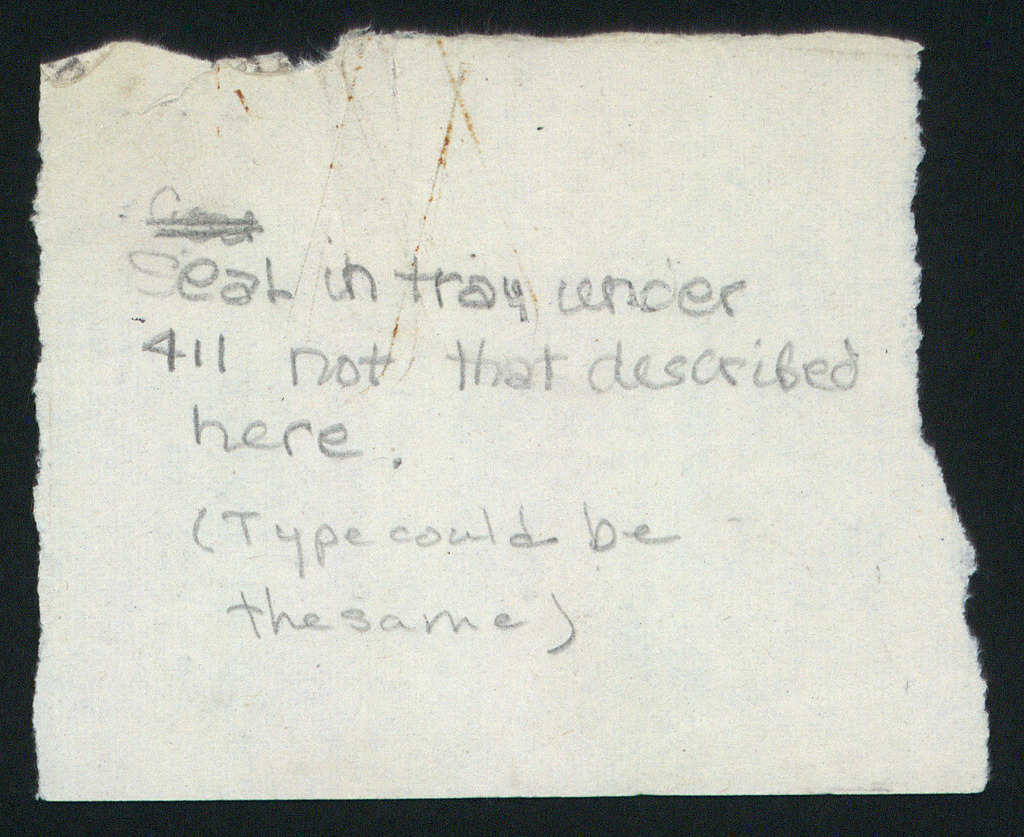 Seal in tray under
411 not that described
here.
(Type could be
the same)